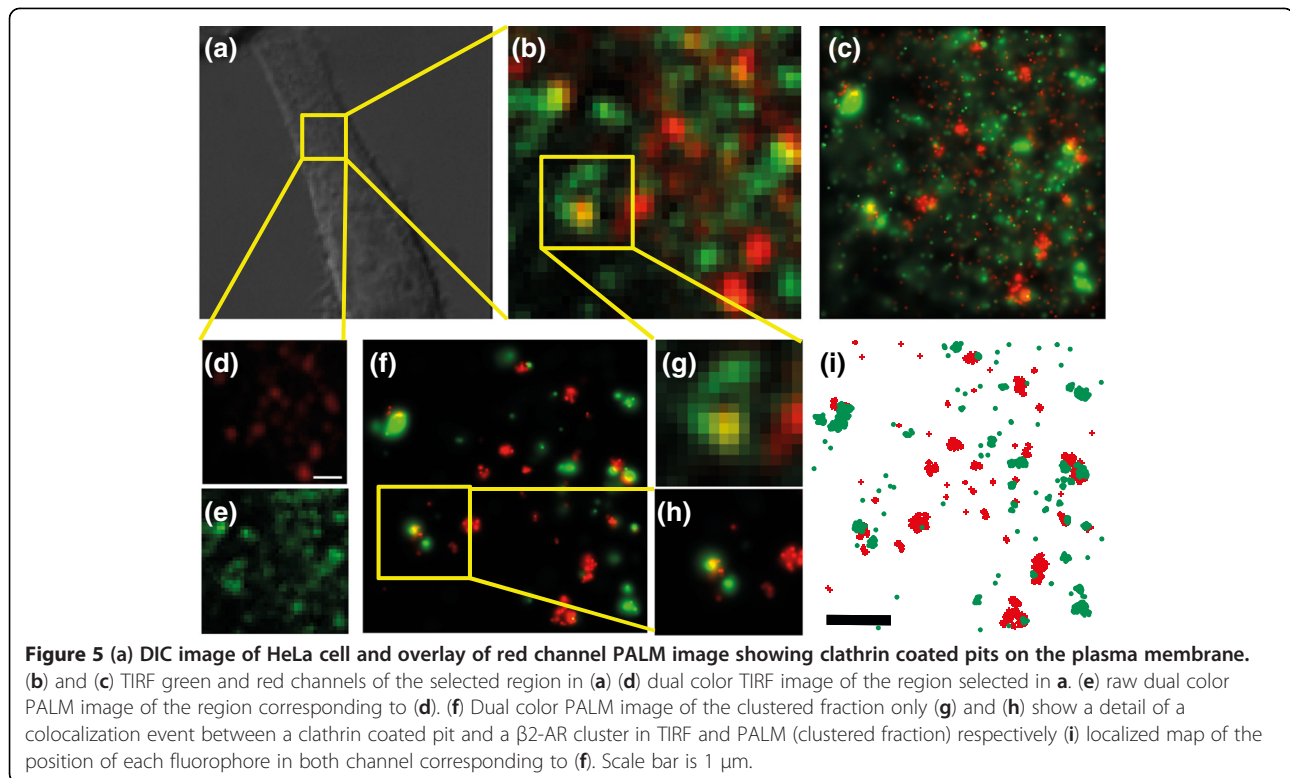 (a)
(b)
(c)
(d)
(f)
(g)
(i)
(e)
(h)
Figure 5 (a) DIC image of HeLa cell and overlay of red channel PALM image showing clathrin coated pits on the plasma membrane.
(b) and (c) TIRF green and red channels of the selected region in (a) (d) dual color TIRF image of the region selected in a. (e) raw dual color
PALM image of the region corresponding to (d). (f) Dual color PALM image of the clustered fraction only (g) and (h) show a detail of a
colocalization event between a clathrin coated pit and a β2-AR cluster in TIRF and PALM (clustered fraction) respectively (i) localized map of the
position of each fluorophore in both channel corresponding to (f). Scale bar is 1 μm.